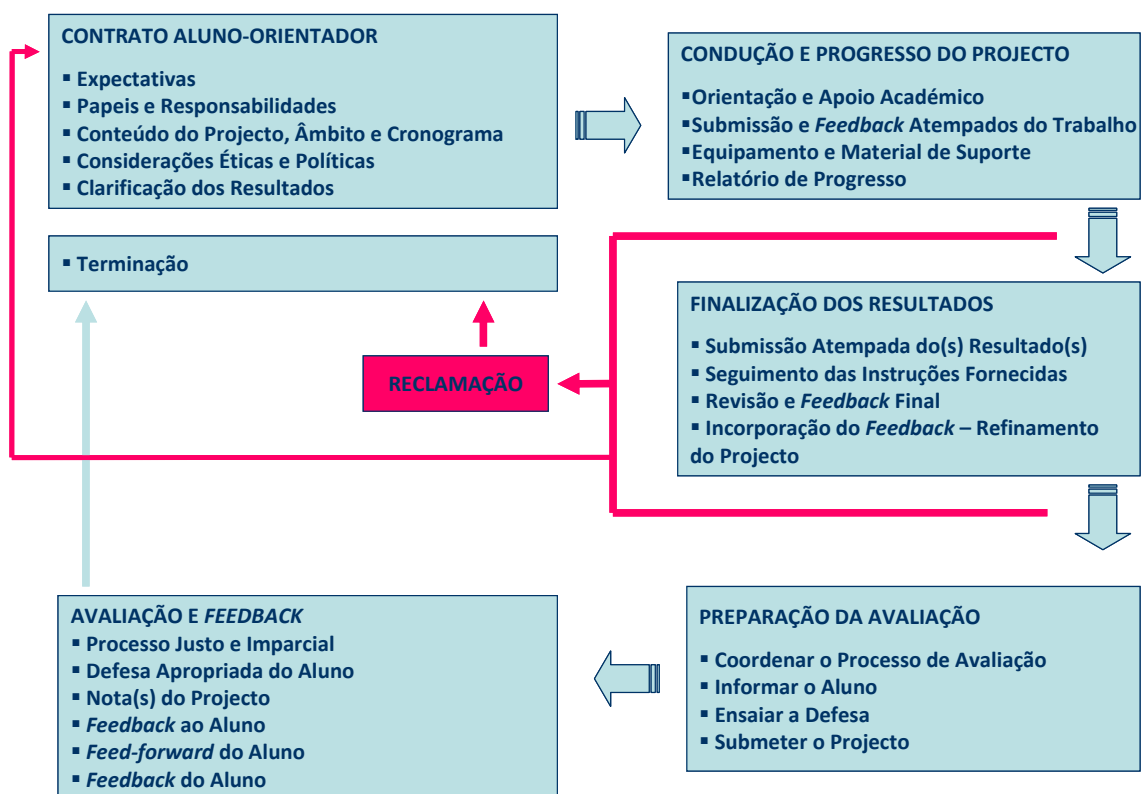 CONTRATO ALUNO-ORIENTADOR
▪ Expectativas
▪ Papeis e Responsabilidades
▪ Conteúdo do Projecto, Âmbito e Cronograma
▪ Considerações Éticas e Políticas
▪ Clarificação dos Resultados
▪ Terminação
CONDUÇÃO E PROGRESSO DO PROJECTO
▪Orientação e Apoio Académico
▪Submissão e Feedback Atempados do Trabalho
▪Equipamento e Material de Suporte
▪Relatório de Progresso
FINALIZAÇÃO DOS RESULTADOS
▪ Submissão Atempada do(s) Resultado(s)
▪ Seguimento das Instruções Fornecidas
▪ Revisão e Feedback Final
▪ Incorporação do Feedback – Refinamento
do Projecto
RECLAMAÇÃO
PREPARAÇÃO DA AVALIAÇÃO
▪ Coordenar o Processo de Avaliação
▪ Informar o Aluno
▪ Ensaiar a Defesa
▪ Submeter o Projecto
AVALIAÇÃO E FEEDBACK
▪ Processo Justo e Imparcial
▪ Defesa Apropriada do Aluno
▪ Nota(s) do Projecto
▪ Feedback ao Aluno
▪ Feed-forward do Aluno
▪ Feedback do Aluno